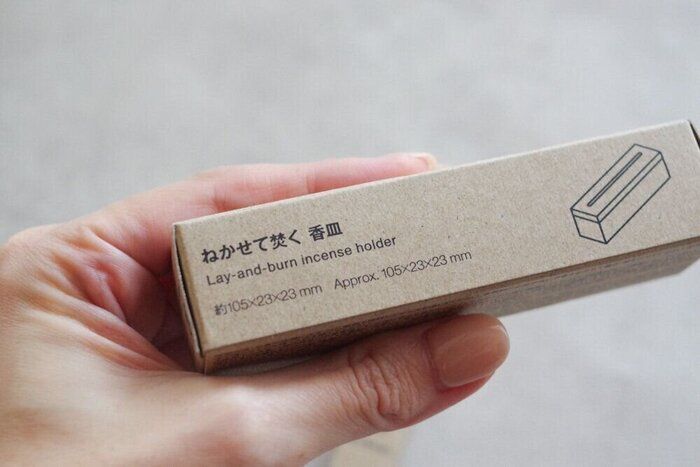 ねかせて焚く 香皿
Lay-and-burn incense holder
約105×23×23 mm Approx. 105×23×23 mm